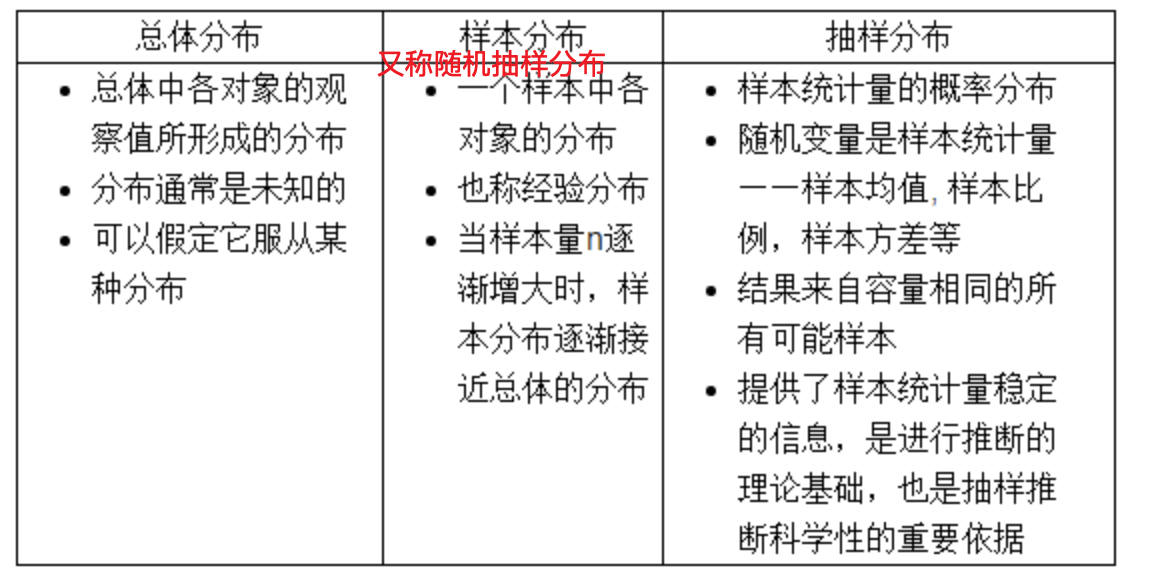 总体分布
总体中各对象的观
察值所形成的分布
分布通常是未知的
可以假定它服从某
种分布
样本分布
又称随机抽样分布
一个样本中各
对象的分布
也称经验分布
当样本量n逐
渐增大时，样
本分布逐渐接
近总体的分布
抽样分布
样本统计量的概率分布
随机变量是样本统计量
——样本均值, 样本比
例，样本方差等
结果来自容量相同的所
有可能样本
提供了样本统计量稳定
的信息，是进行推断的
理论基础，也是抽样推
断科学性的重要依据